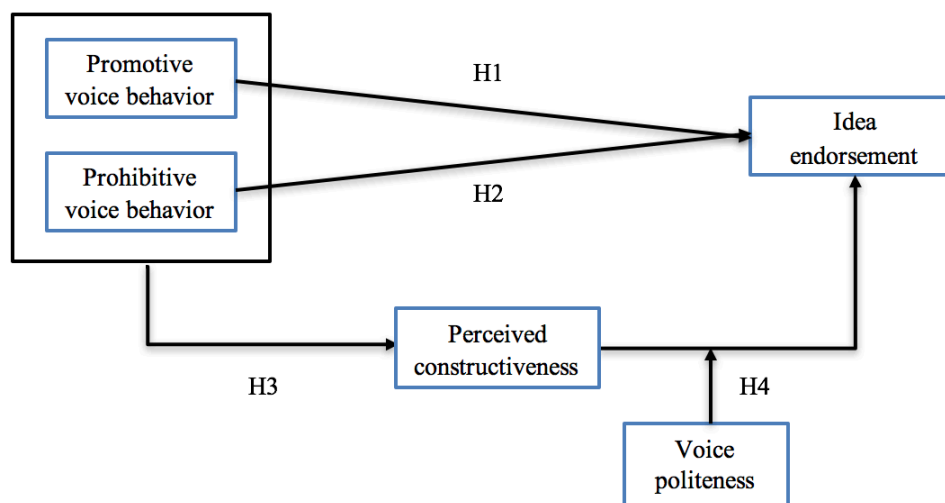 Promotive
voice behavior
H1
Idea
endorsement
Prohibitive
voice behavior
H2
Perceived
constructiveness
H3
H4
Voice
politeness